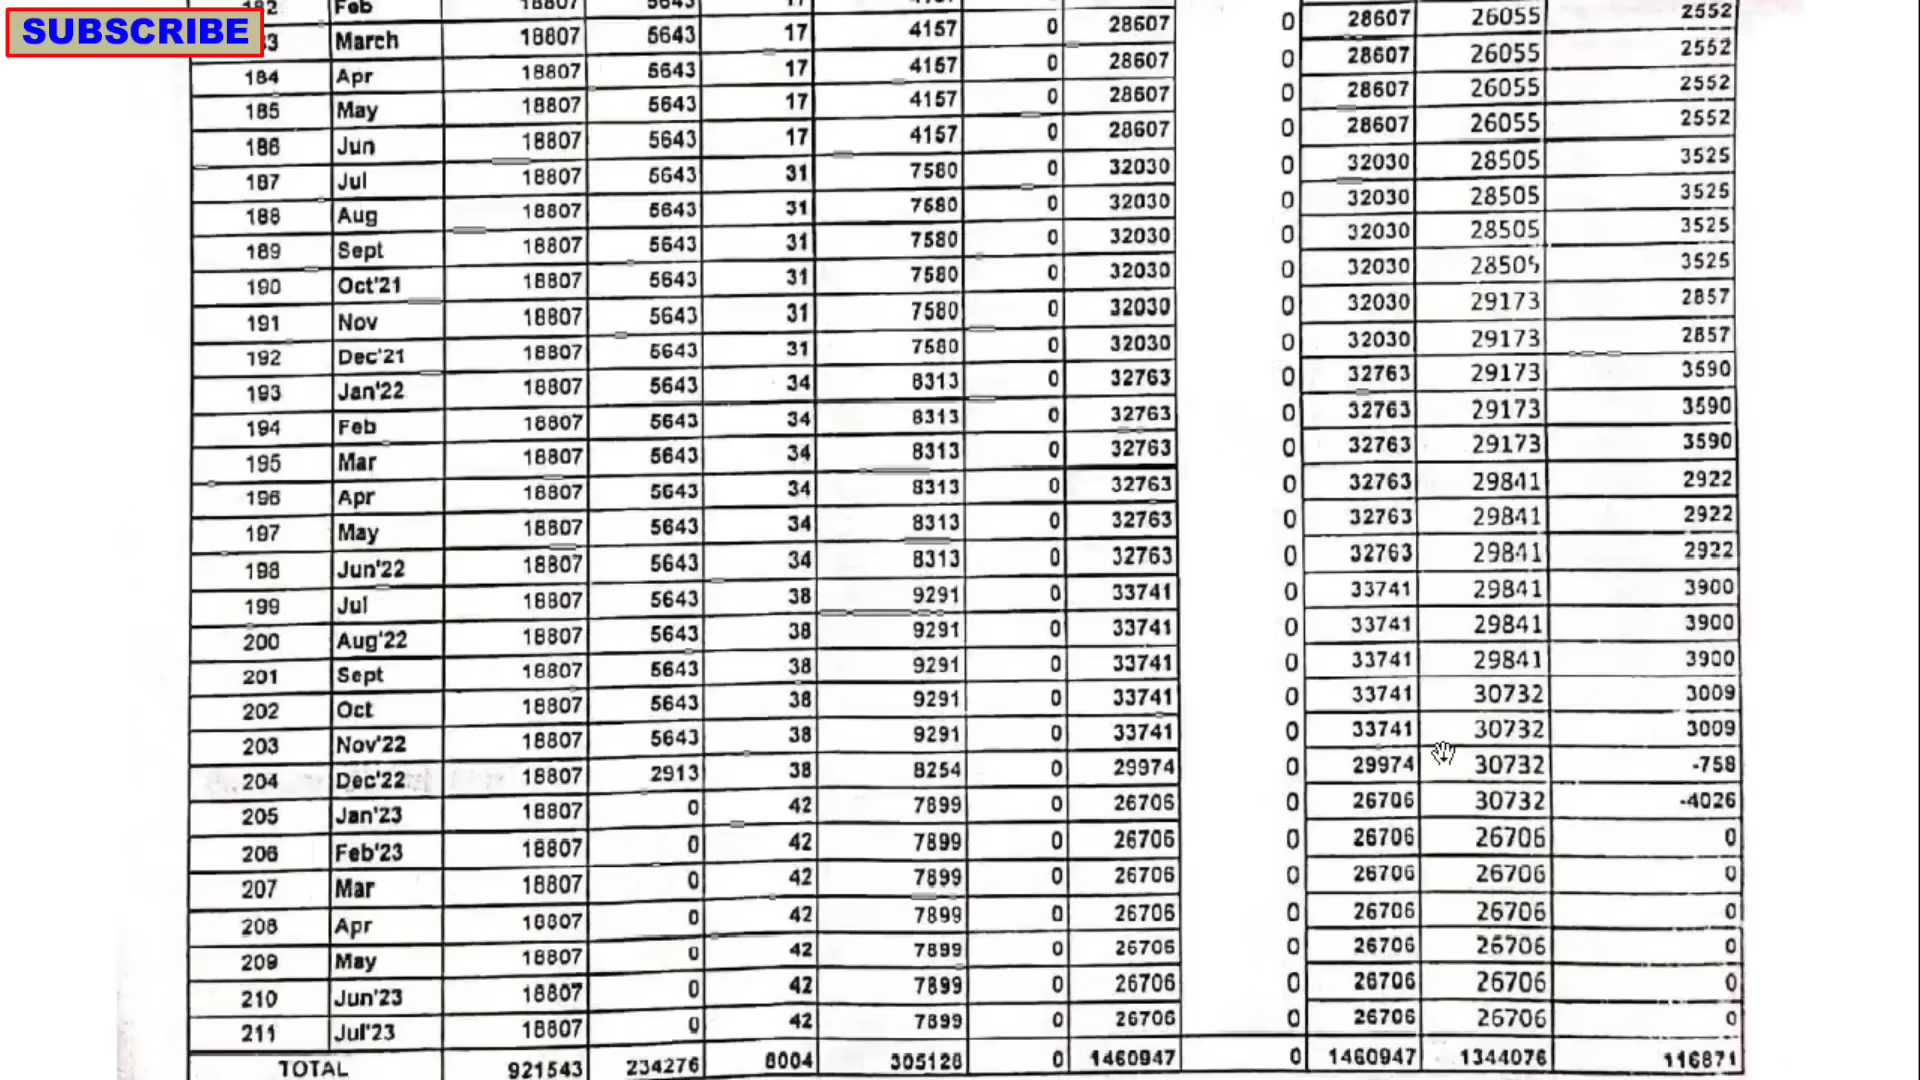 SUBSCRIBE
182 Feb 18807 5643 17
83 March 18807 5643 17 4157 0 28607 0 28607 26055 2552
184 Apr 18807 5643 17 4157 0 28607 0 28607 26055 2552
185 May 18807 5643 17 4157 0 28607 0 28607 26055 2552
186 Jun 18807 5643 17 4157 0 28607 0 28607 26055 2552
187 Jul 18807 5643 31 7580 0 32030 0 32030 28505 3525
188 Aug 18807 5643 31 7580 0 32030 0 32030 28505 3525
189 Sept 18807 5643 31 7580 0 32030 0 32030 28505 3525
190 Oct'21 18807 5643 31 7580 0 32030 0 32030 28505 3525
191 Nov 18807 5643 31 7580 0 32030 0 32030 29173 2857
192 Dec'21 18807 5643 31 7580 0 32030 0 32030 29173 2857
193 Jan'22 18807 5643 34 8313 0 32763 0 32763 29173 3590
194 Feb 18807 5643 34 8313 0 32763 0 32763 29173 3590
195 Mar 18807 5643 34 8313 0 32763 0 32763 29173 3590
196 Apr 18807 5643 34 8313 0 32763 0 32763 29841 2922
197 May 18807 5643 34 8313 0 32763 0 32763 29841 2922
198 Jun'22 18807 5643 34 8313 0 32763 0 32763 29841 2922
199 Jul 18807 5643 38 9291 0 33741 0 33741 29841 3900
200 Aug'22 18807 5643 38 9291 0 33741 0 33741 29841 3900
201 Sept 18807 5643 38 9291 0 33741 0 33741 29841 3900
202 Oct 18807 5643 38 9291 0 33741 0 33741 30732 3009
203 Nov'22 18807 5643 38 9291 0 33741 0 33741 30732 3009
204 Dec'22 18807 2913 38 8254 0 29974 0 29974 30732 -758
205 Jan'23 18807 0 42 7899 0 26706 0 26706 30732 -4026
206 Feb'23 18807 0 42 7899 0 26706 0 26706 26706 0
207 Mar 18807 0 42 7899 0 26706 0 26706 26706 0
208 Apr 18807 0 42 7899 0 26706 0 26706 26706 0
209 May 18807 0 42 7899 0 26706 0 26706 26706 0
210 Jun'23 18807 0 42 7899 0 26706 0 26706 26706 0
211 Jul'23 18807 0 42 7899 0 26706 0 26706 26706 0
TOTAL 921543 234276 8004 305128 0 1460947 0 1460947 1344076 116871